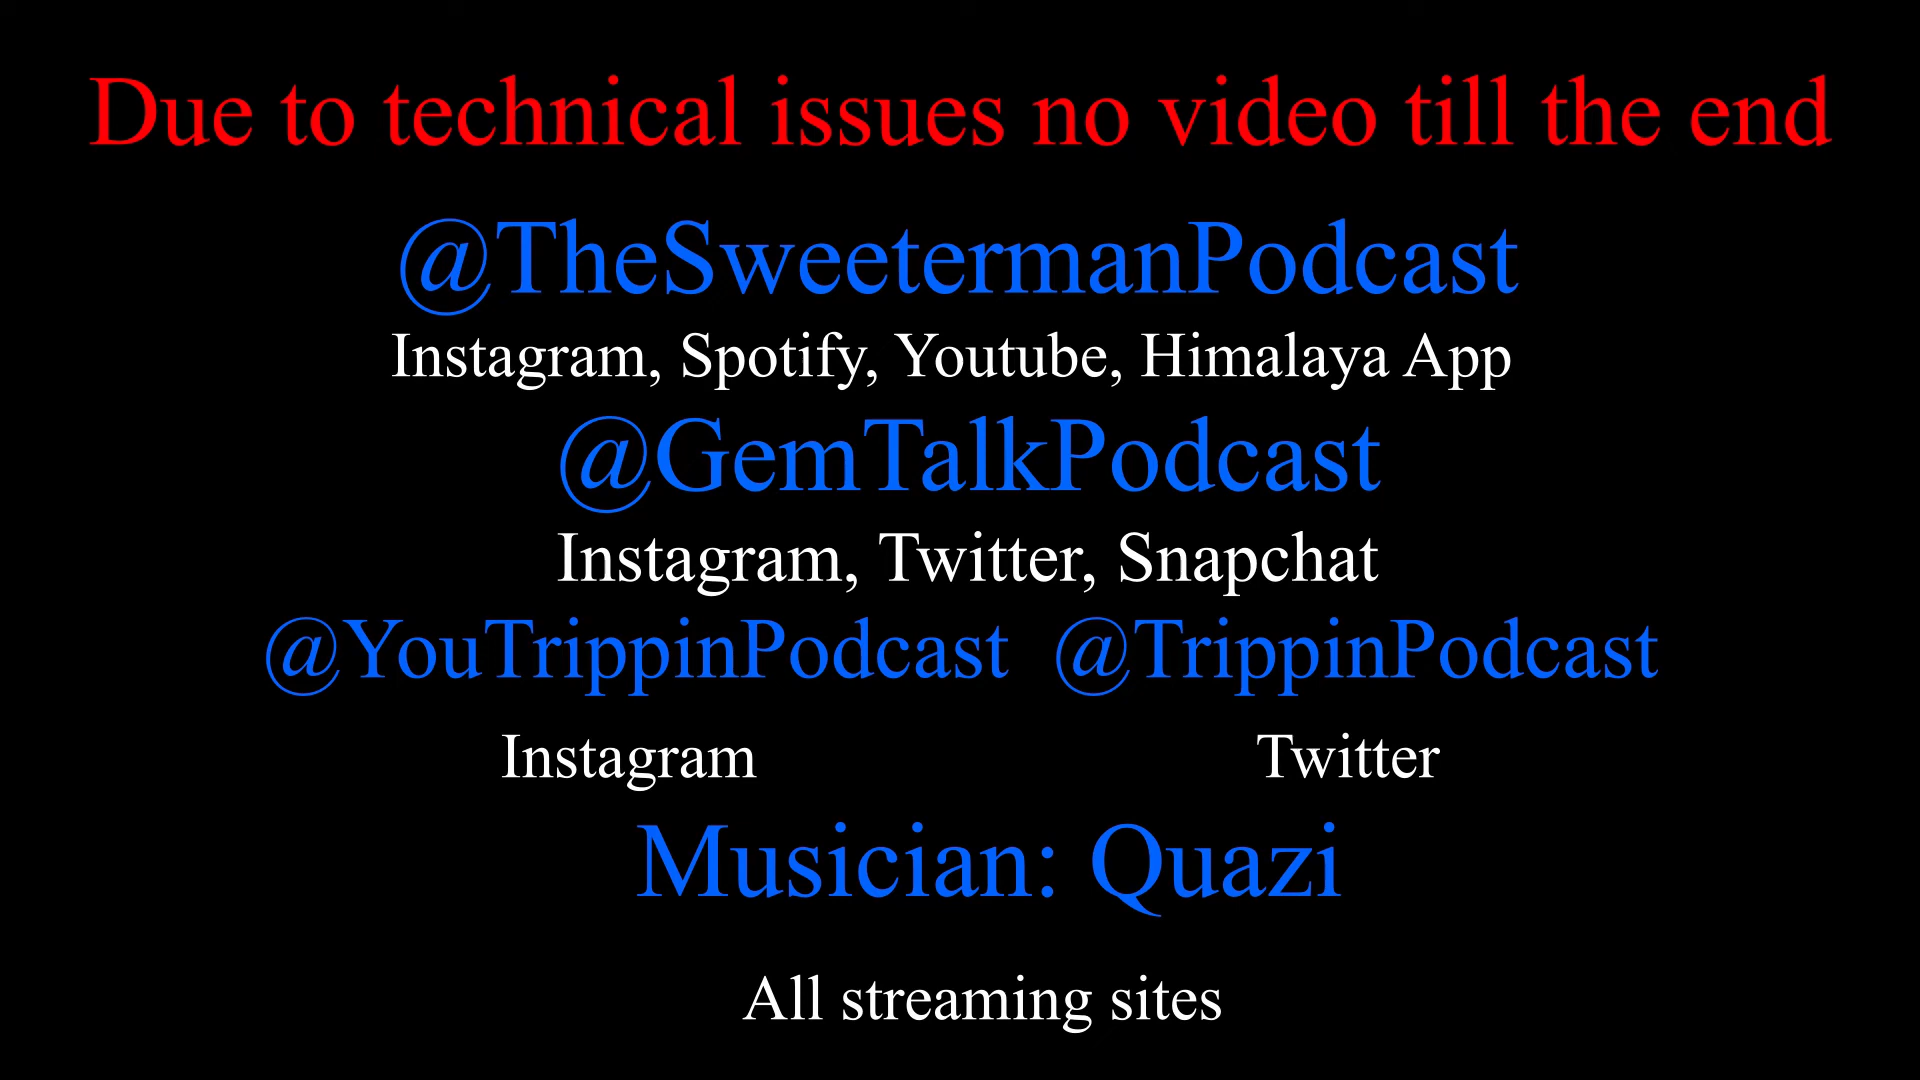 Due to technical issues no video till the end
@TheSweetermanPodcast
Instagram, Spotify, Youtube, Himalaya App
@GemTalkPodcast
Instagram, Twitter, Snapchat
@YouTrippinPodcast @TrippinPodcast
Instagram Twitter
Musician: Quazi
All streaming sites